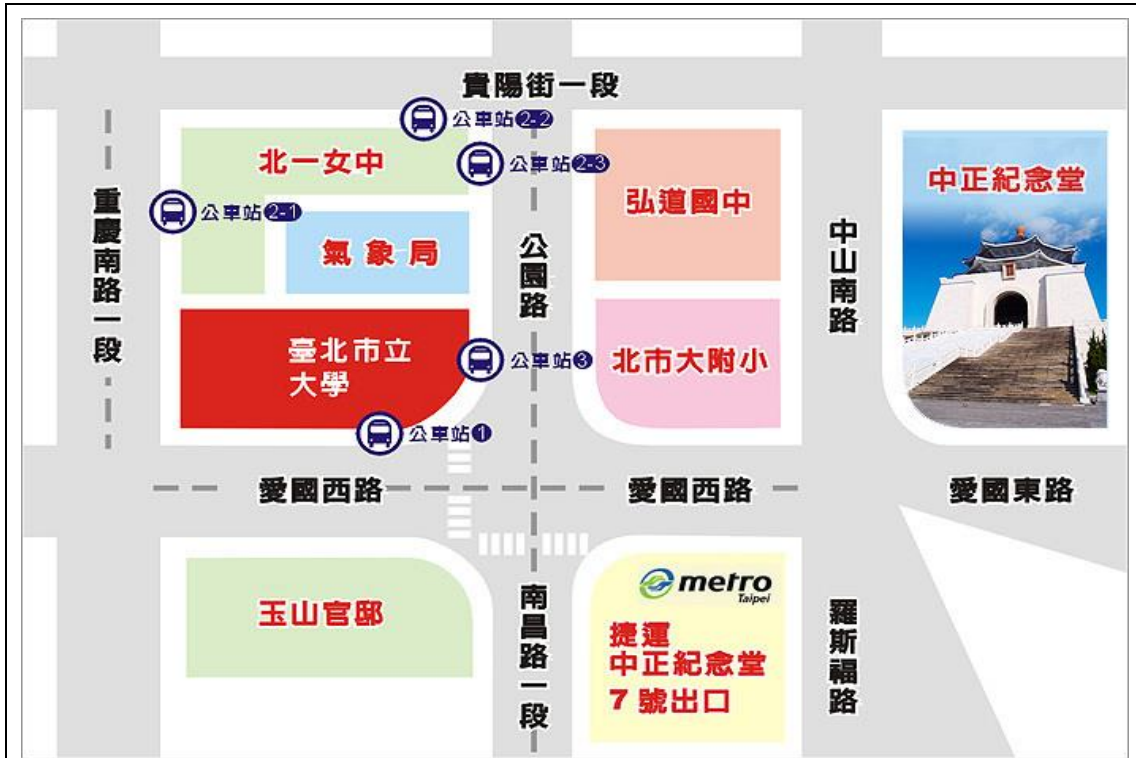 貴陽街一段
公車站2-2
北一女中
公車站2-3
中正紀念堂
弘道國中
公車站2-1
重慶南路一段
氣象局
公園路
中山南路
臺北市立
大學
公車站3
北市大附小
公車站1
愛國西路
愛國西路
愛國東路
metro
Taipei
玉山官邸
南昌路一段
捷運
中正紀念堂
7號出口
羅斯福路